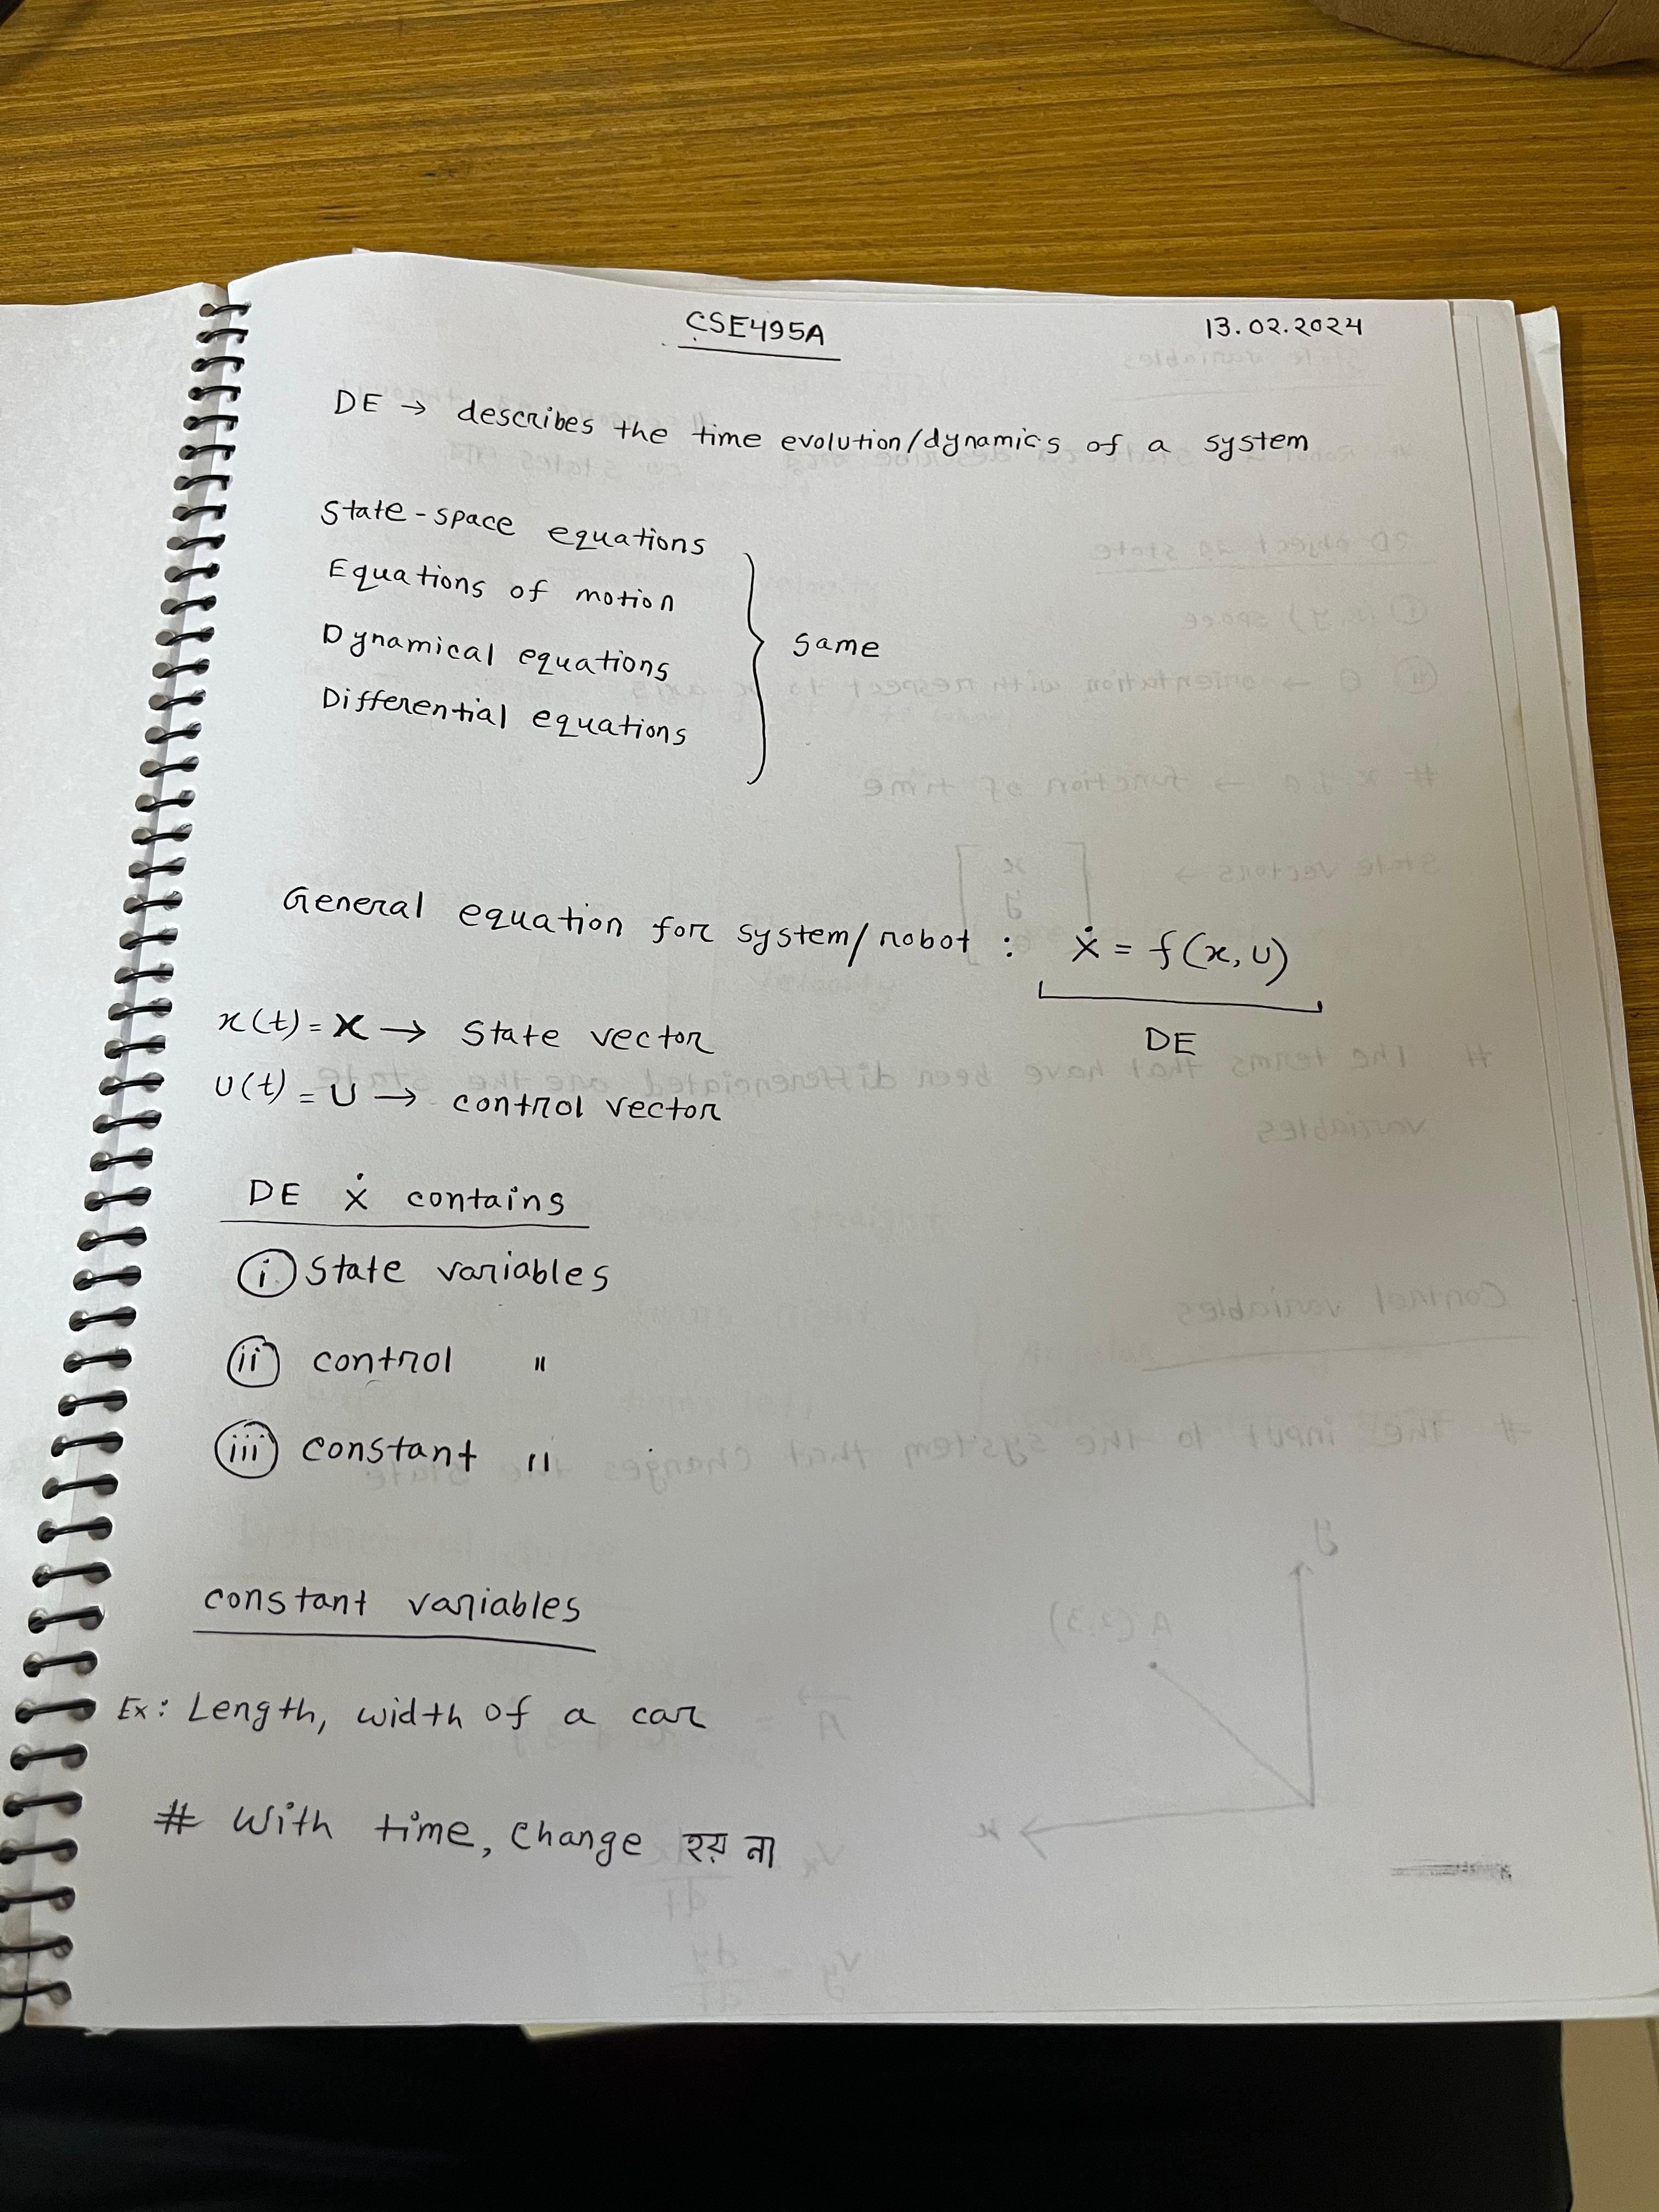 CSE495A
13.02.2024
DE → describes the time evolution/dynamics of a system
State-space equations
Equations of motion
Dynamical equations
Differential equations
same
General equation for system/robot : ẋ = f(x, u)
DE
x(t) = x → State vector
u(t) = u → control vector
DE ẋ contains
(i) State variables
(ii) control "
(iii) constant "
constant variables
Ex: Length, width of a car
# With time, change হয় না